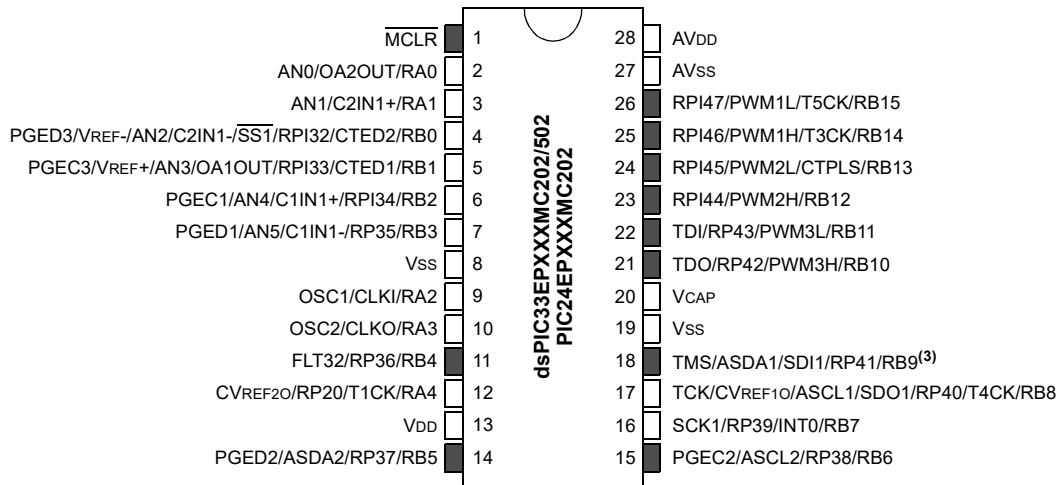 MCLR 1
AN0/OA2OUT/RA0 2
AN1/C2IN1+/RA1 3
PGED3/VREF-/AN2/C2IN1-/SS1/RPI32/CTED2/RB0 4
PGEC3/VREF+/AN3/OA1OUT/RPI33/CTED1/RB1 5
PGEC1/AN4/C1IN1+/RPI34/RB2 6
PGED1/AN5/C1IN1-/RP35/RB3 7
VSS 8
OSC1/CLKI/RA2 9
OSC2/CLKO/RA3 10
FLT32/RP36/RB4 11
CVREF2O/RP20/T1CK/RA4 12
VDD 13
PGED2/ASDA2/RP37/RB5 14
dsPIC33EPXXXMC202/502
PIC24EPXXXMC202
28 AVDD
27 AVSS
26 RPI47/PWM1L/T5CK/RB15
25 RPI46/PWM1H/T3CK/RB14
24 RPI45/PWM2L/CTPLS/RB13
23 RPI44/PWM2H/RB12
22 TDI/RP43/PWM3L/RB11
21 TDO/RP42/PWM3H/RB10
20 VCAP
19 VSS
18 TMS/ASDA1/SDI1/RP41/RB9(3)
17 TCK/CVREF1O/ASCL1/SDO1/RP40/T4CK/RB8
16 SCK1/RP39/INT0/RB7
15 PGEC2/ASCL2/RP38/RB6